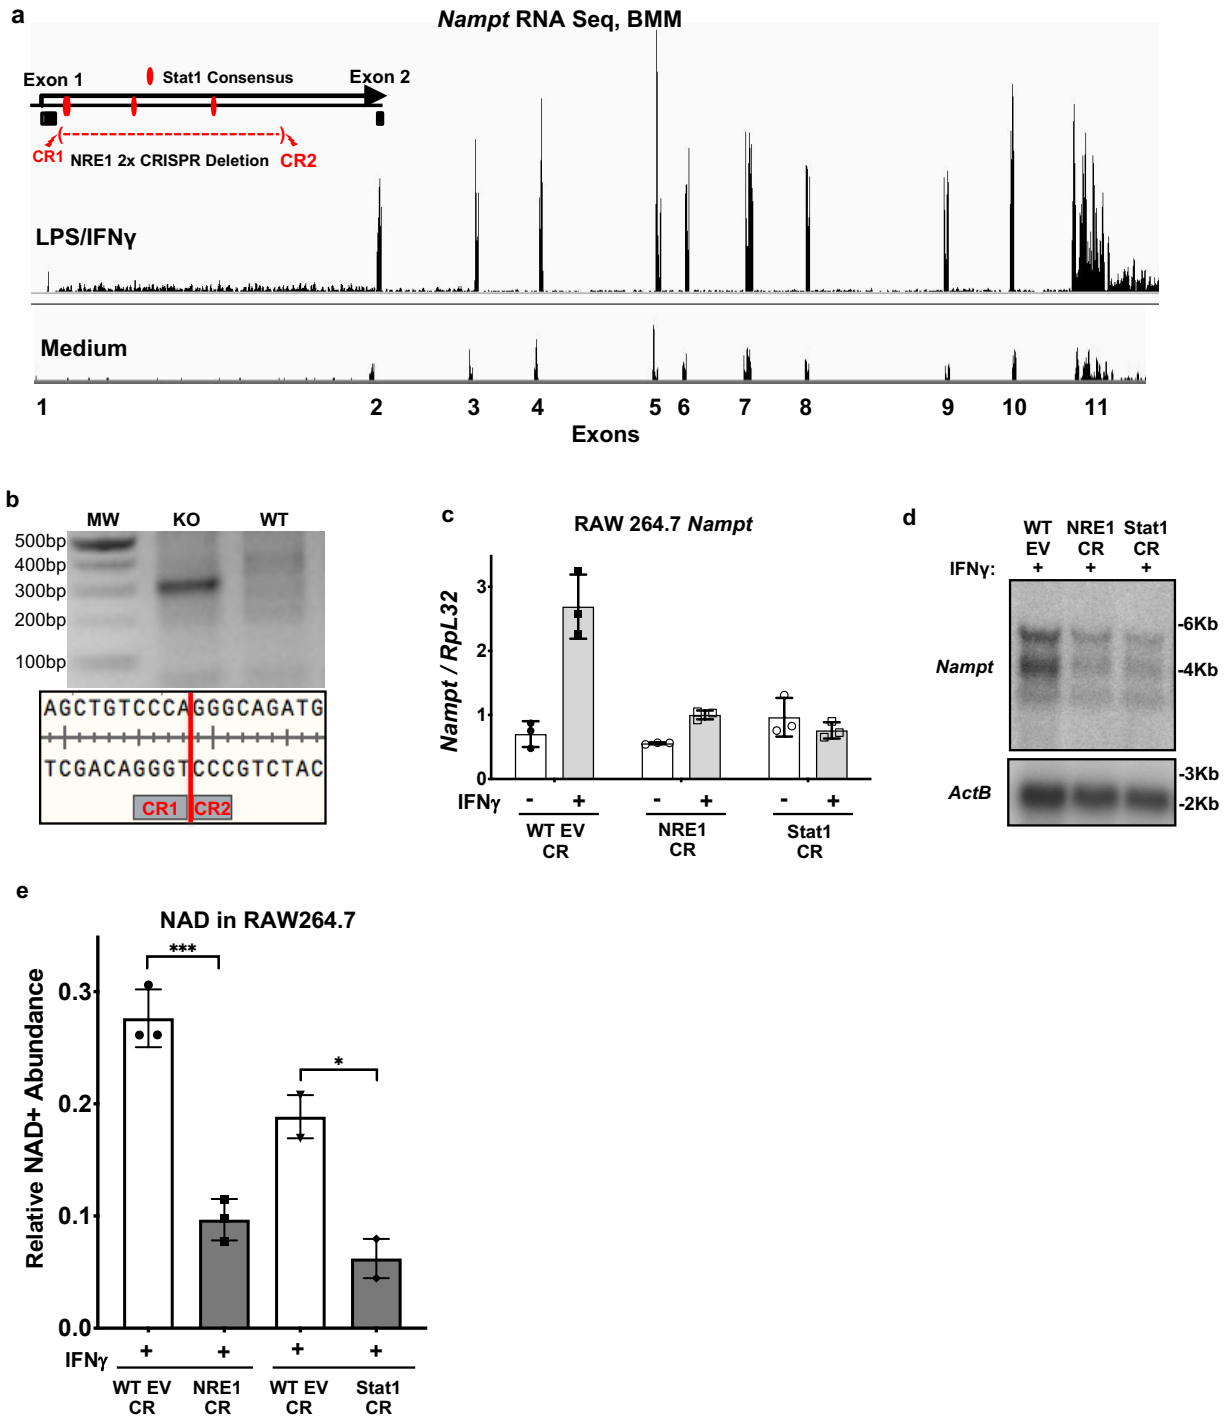 a
Nampt RNA Seq, BMM
Exon 1
Stat1 Consensus
Exon 2
CR1
NRE1 2x CRISPR Deletion
CR2
LPS/IFNγ
Medium
1 2 3 4 5 6 7 8 9 10 11
Exons
b
MW KO WT
500bp
400bp
300bp
200bp
100bp
AGCTGTCCCAGGGCAGATG
TCGACAGGGTCCCGTCTAC
CR1 CR2
c
RAW 264.7 Nampt
Nampt / RpL32
3
2
1
0
IFNγ - + - + - +
WT EV CR
NRE1 CR
Stat1 CR
d
WT EV
NRE1 CR
Stat1 CR
IFNγ: + + +
Nampt
-6Kb
-4Kb
ActB
-3Kb
-2Kb
e
NAD in RAW264.7
Relative NAD+ Abundance
***
*
0.3
0.2
0.1
0.0
IFNγ + + + +
WT EV CR
NRE1 CR
WT EV CR
Stat1 CR